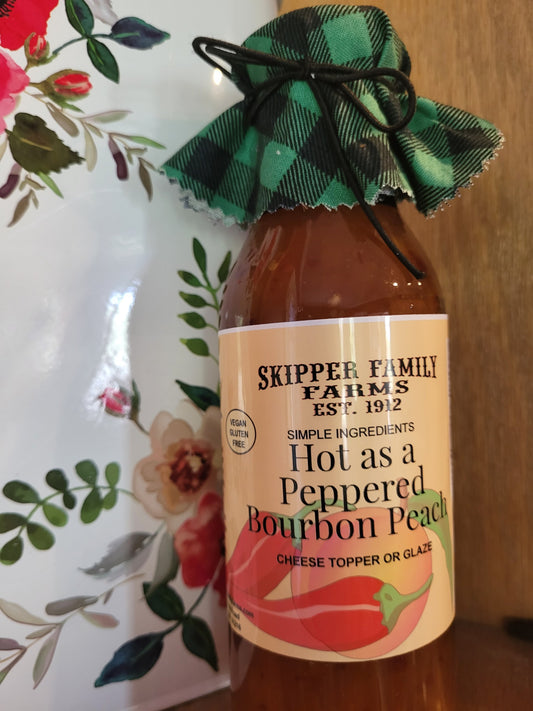 SKIPPER FAMILY
FARMS
EST. 1912
VEGAN
GLUTEN
FREE
SIMPLE INGREDIENTS
Hot as a
Peppered
Bourbon Peach
CHEESE TOPPER OR GLAZE